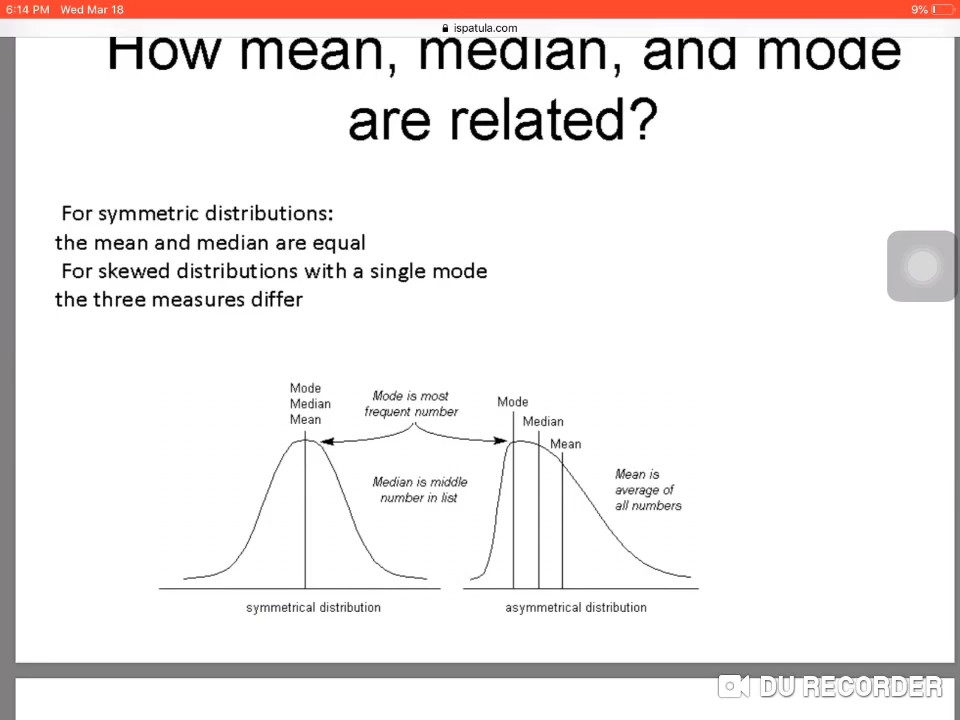 6:14 PM Wed Mar 18
9%
ispatula.com
How mean, median, and mode
are related?
For symmetric distributions:
the mean and median are equal
For skewed distributions with a single mode
the three measures differ
Mode
Median
Mean
Mode is most
frequent number
Median is middle
number in list
Mode
Median
Mean
Mean is
average of
all numbers
symmetrical distribution
asymmetrical distribution
DU RECORDER